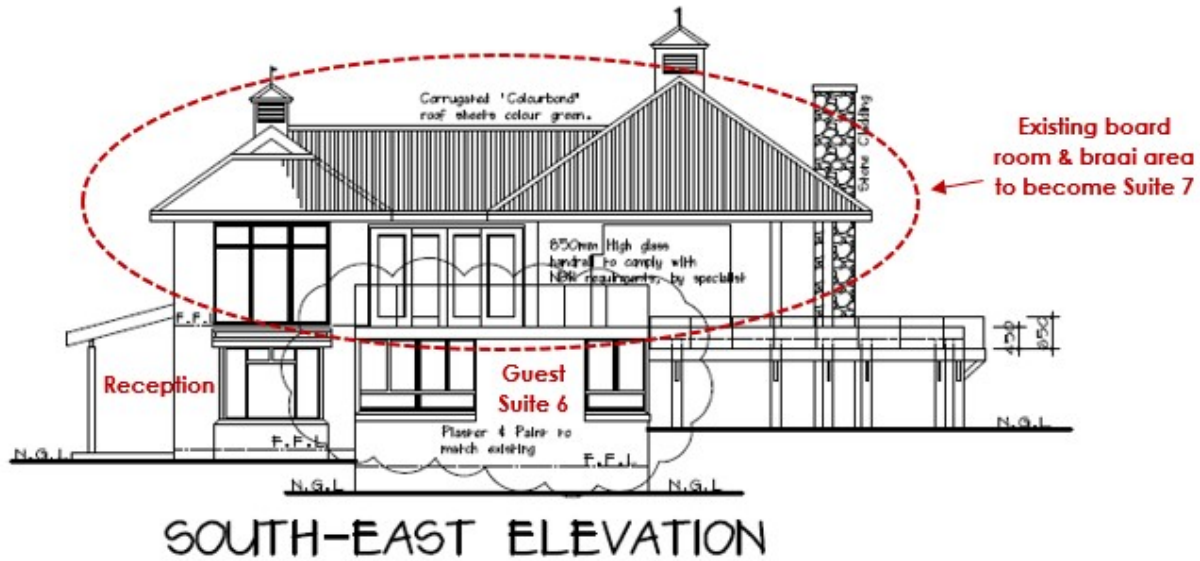 Corrugated 'Colourbond'
roof sheets colour green.
Stone Cladding
Existing board
room & braai area
to become Suite 7
850mm High glass
handrail to comply with
NBR requirements, by specialist
F.F.L
450
850
Reception
Guest
Suite 6
Plaster & Paint to
match existing
F.F.L
F.F.L
N.G.L
N.G.L
N.G.L
N.G.L
SOUTH-EAST ELEVATION